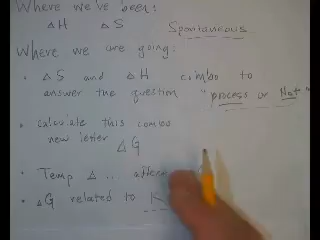 Where we've been:
ΔH ΔS Spontaneous
Where we are going:
• ΔS and ΔH combo to
answer the question "process or Not"
• Calculate this combo
new letter ΔG
• Temp Δ ..
• ΔG related to K